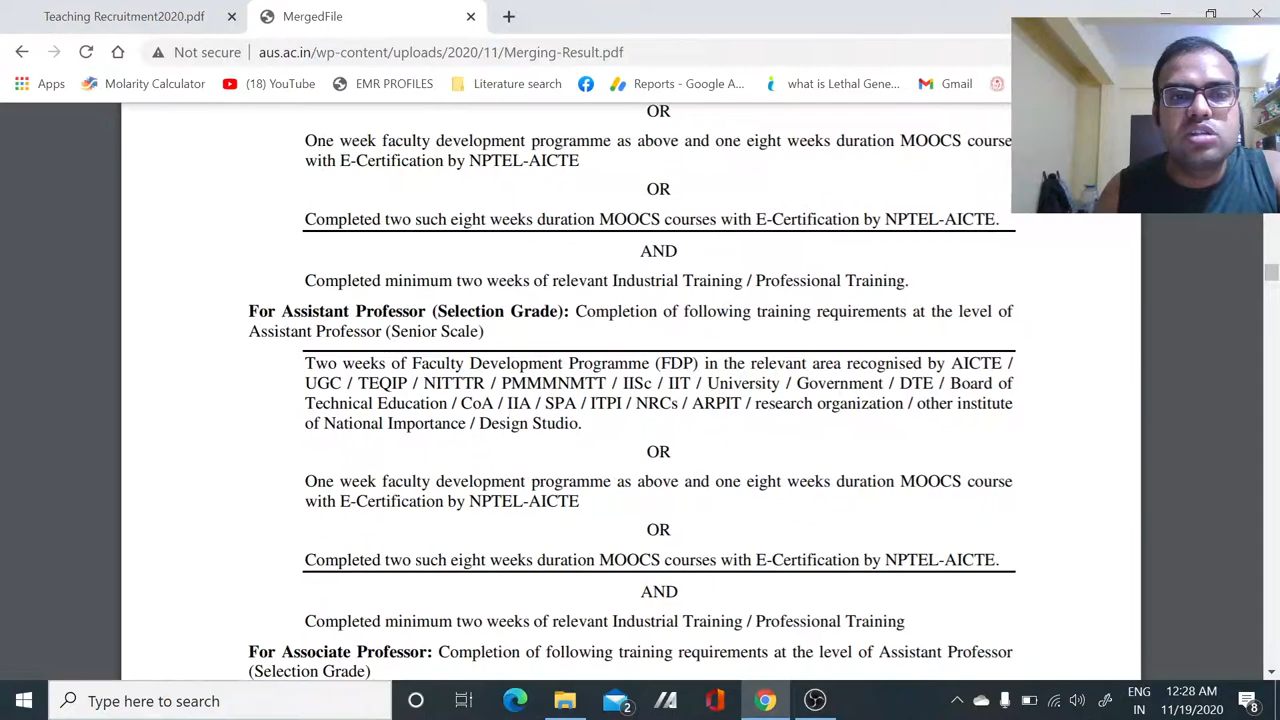 Teaching Recruitment2020.pdf
MergedFile
Not secure
aus.ac.in/wp-content/uploads/2020/11/Merging-Result.pdf
Apps
Molarity Calculator
(18) YouTube
EMR PROFILES
Literature search
Reports - Google A...
what is Lethal Gene...
Gmail
OR
One week faculty development programme as above and one eight weeks duration MOOCS course
with E-Certification by NPTEL-AICTE
OR
Completed two such eight weeks duration MOOCS courses with E-Certification by NPTEL-AICTE.
AND
Completed minimum two weeks of relevant Industrial Training / Professional Training.
For Assistant Professor (Selection Grade): Completion of following training requirements at the level of
Assistant Professor (Senior Scale)
Two weeks of Faculty Development Programme (FDP) in the relevant area recognised by AICTE /
UGC / TEQIP / NITTTR / PMMMNMTT / IISc / IIT / University / Government / DTE / Board of
Technical Education / CoA / IIA / SPA / ITPI / NRCs / ARPIT / research organization / other institute
of National Importance / Design Studio.
OR
One week faculty development programme as above and one eight weeks duration MOOCS course
with E-Certification by NPTEL-AICTE
OR
Completed two such eight weeks duration MOOCS courses with E-Certification by NPTEL-AICTE.
AND
Completed minimum two weeks of relevant Industrial Training / Professional Training
For Associate Professor: Completion of following training requirements at the level of Assistant Professor
(Selection Grade)
Type here to search
2
ENG
IN
12:28 AM
11/19/2020
8